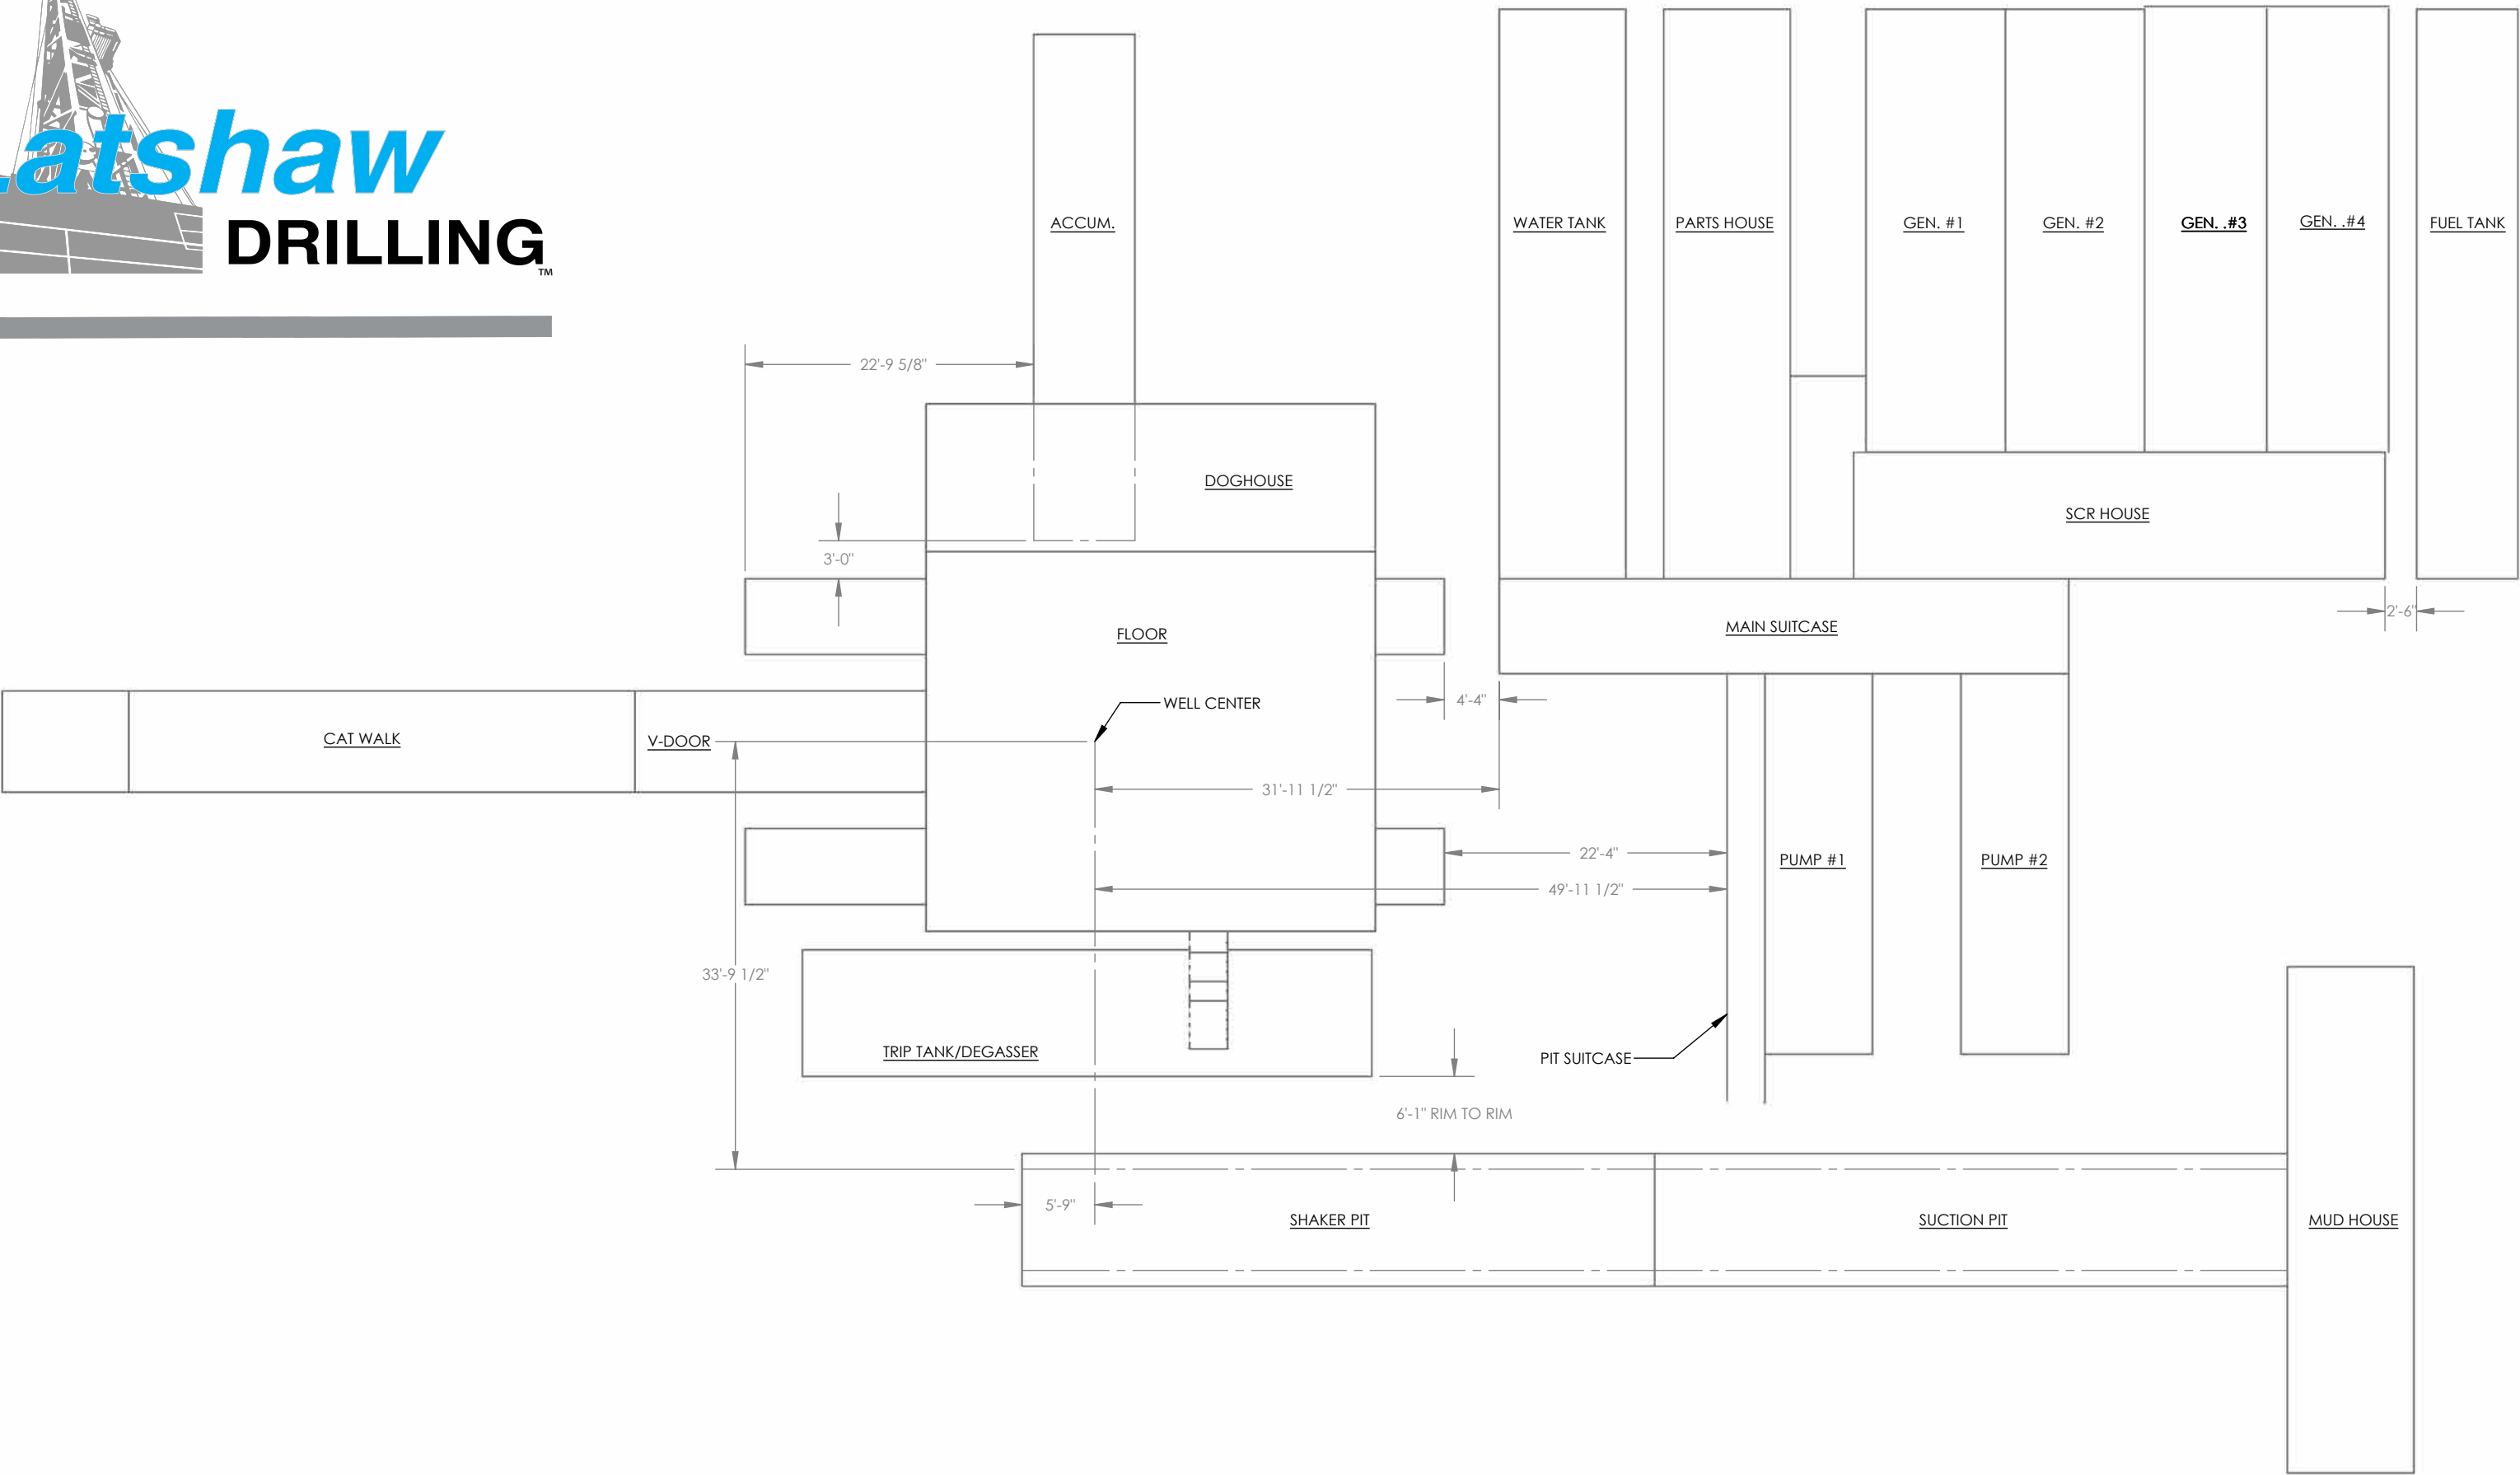 atshaw
DRILLING
TM
ACCUM.
WATER TANK
PARTS HOUSE
GEN. #1
GEN. #2
GEN. .#3
GEN. .#4
FUEL TANK
22'-9 5/8"
DOGHOUSE
SCR HOUSE
3'-0"
2'-6"
MAIN SUITCASE
FLOOR
4'-4"
WELL CENTER
CAT WALK
V-DOOR
31'-11 1/2"
22'-4"
PUMP #1
PUMP #2
49'-11 1/2"
33'-9 1/2"
TRIP TANK/DEGASSER
PIT SUITCASE
6'-1" RIM TO RIM
5'-9"
SHAKER PIT
SUCTION PIT
MUD HOUSE